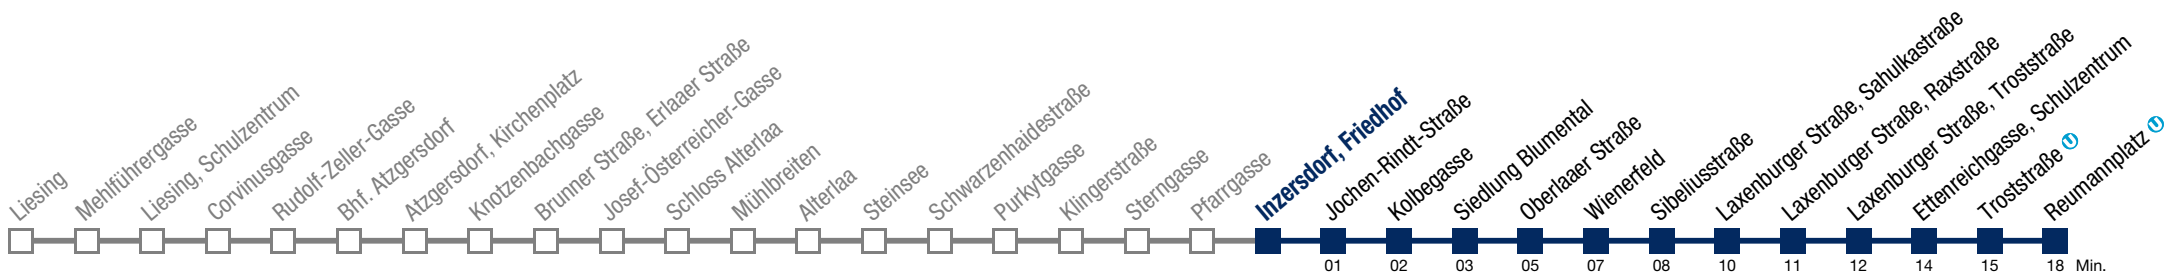 Liesing
Mehlführergasse
Liesing, Schulzentrum
Corvinusgasse
Rudolf-Zeller-Gasse
Bhf. Atzgersdorf
Atzgersdorf, Kirchenplatz
Knotzenbachgasse
Brunner Straße, Erlaaer Straße
Josef-Österreicher-Gasse
Schloss Alterlaa
Mühlbreiten
Alterlaa
Steinsee
Schwarzenhaidestraße
Purkytgasse
Klingerstraße
Sterngasse
Pfarrgasse
Inzersdorf, Friedhof
Jochen-Rindt-Straße
Kolbegasse
Siedlung Blumental
Oberlaaer Straße
Wienerfeld
Sibeliusstraße
Laxenburger Straße, Sahulkastraße
Laxenburger Straße, Raxstraße
Laxenburger Straße, Troststraße
Ettenreichgasse, Schulzentrum
Troststraße U
Reumannplatz U
01 02 03 05 07 08 10 11 12 14 15 18 Min.